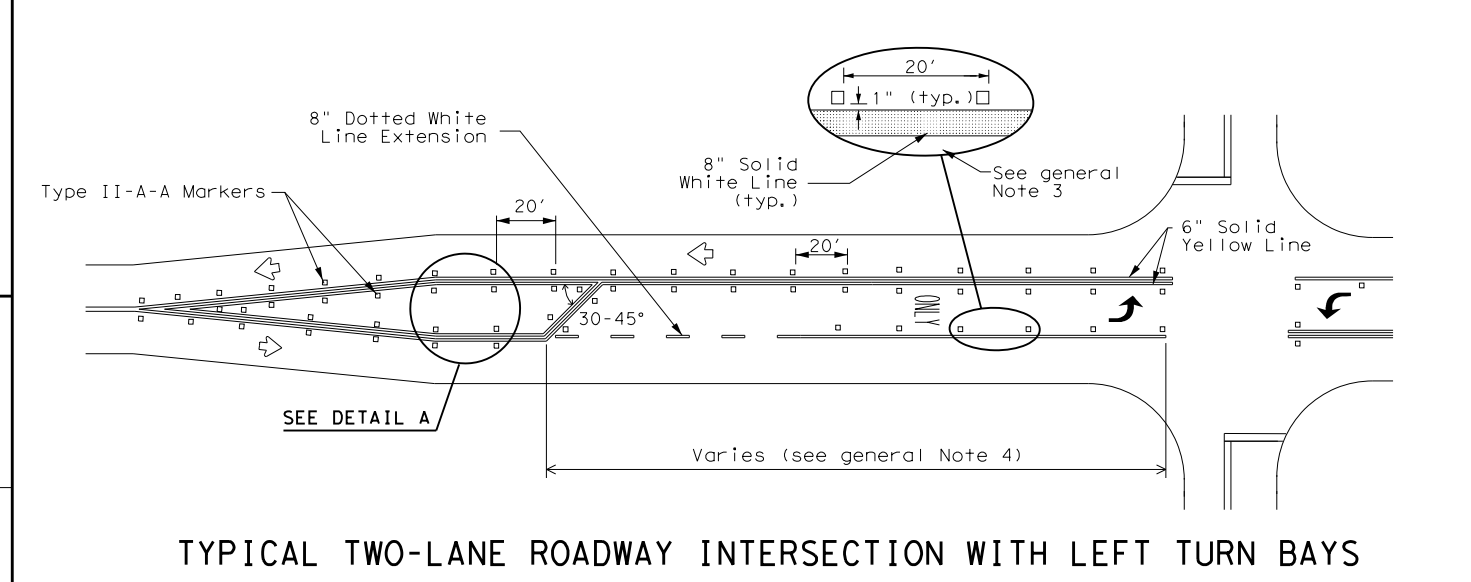 20'
1" (typ.)
8" Dotted White
Line Extension
8" Solid
White Line
(typ.)
See general
Note 3
Type II-A-A Markers
20'
6" Solid
Yellow Line
20'
30-45°
ONLY
SEE DETAIL A
Varies (see general Note 4)
TYPICAL TWO-LANE ROADWAY INTERSECTION WITH LEFT TURN BAYS